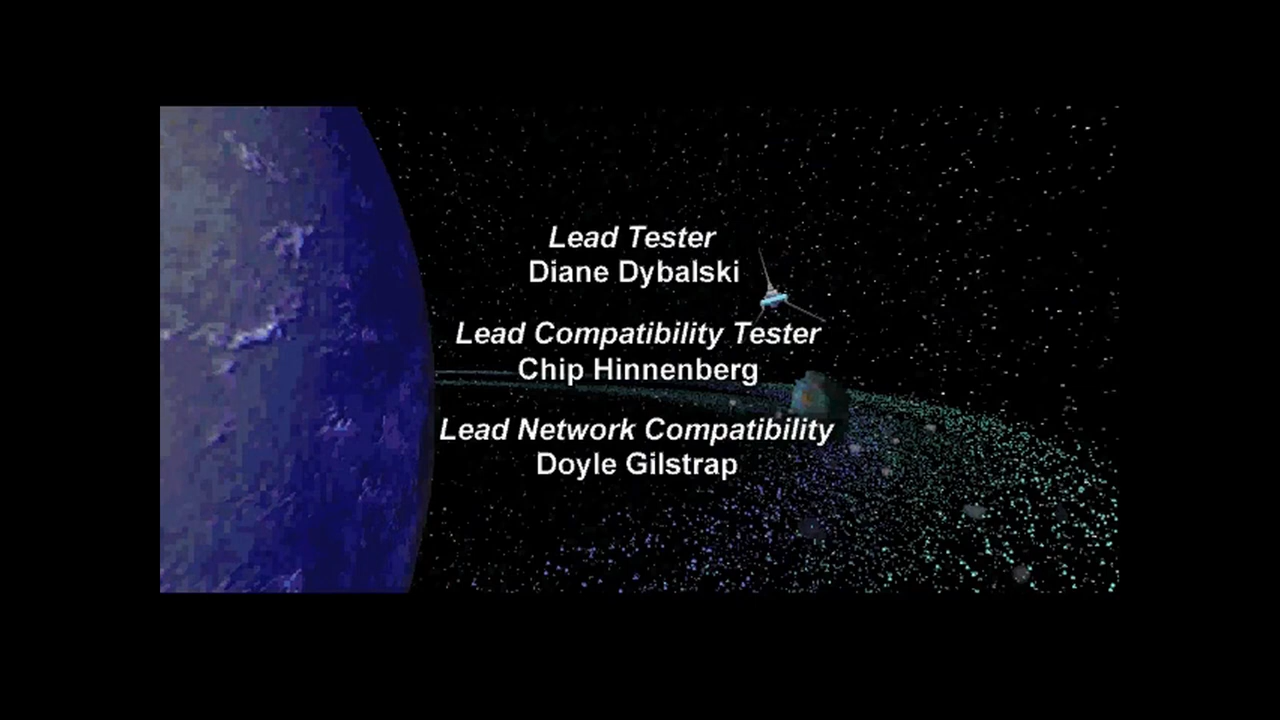 Lead Tester
Diane Dybalski
Lead Compatibility Tester
Chip Hinnenberg
Lead Network Compatibility
Doyle Gilstrap